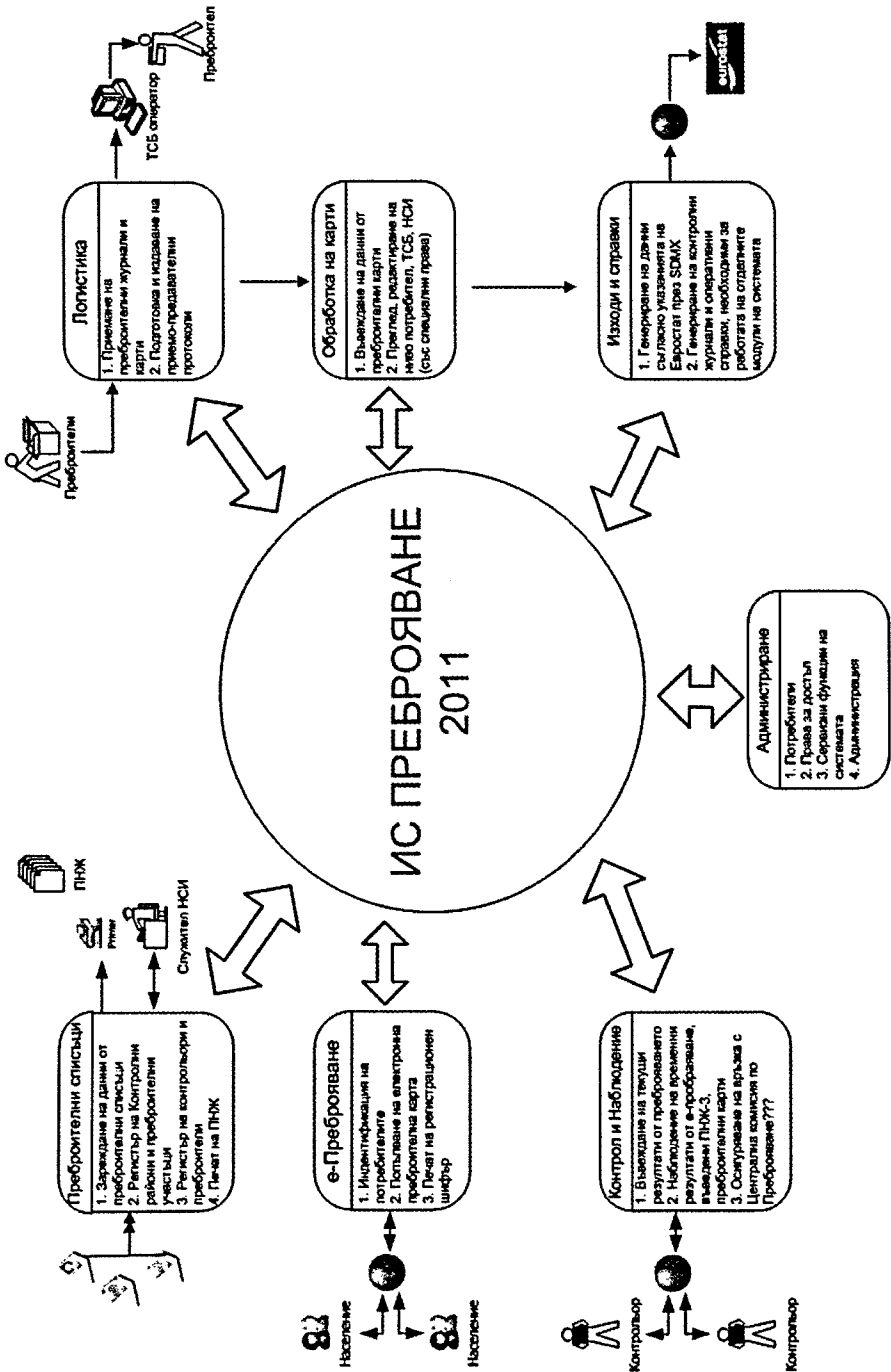 Преброители
Логистика
1. Приемане на
преброителни журнали и
карти
2. Подготовка и издаване на
приемо-предавателни
протоколи
ТСБ оператор
Преброител
Обработка на карти
1. Въвеждане на данни от
преброителни карти
2. Преглед, редактиране на
ниво потребител, ТСБ, НСИ
(със специални права)
Изходи и справки
1. Генериране на данни
съгласно указанията на
Евростат през SDMX
2. Генериране на контролни
журнали и оперативни
справки, необходими за
работата на отделните
модули на системата
eurostat
ИС ПРЕБРОЯВАНЕ
2011
Администриране
1. Потребители
2. Права за достъп
3. Сервизни функции на
системата
4. Администрация
ПНЖ
Printer
Служител НСИ
Преброителни списъци
1. Зареждане на данни от
преброителни списъци
2. Регистър на Контролни
райони и преброителни
участъци
3. Регистър на контрольори и
преброители
4. Печат на ПНЖ
е-Преброяване
1. Индентификация на
потребителите
2. Попълване на електронна
преброителна карта
3. Печат на регистрационен
шифър
Население
Население
Контрол и Наблюдение
1. Въвеждане на текущи
резултати от преброяването
2. Наблюдение на временни
резултати от е-пробраяване,
въведени ПНЖ-3,
преброителни карти
3. Осигуряване на връзка с
Централна комисия по
Преброяване???
Контрольор
Контрольор